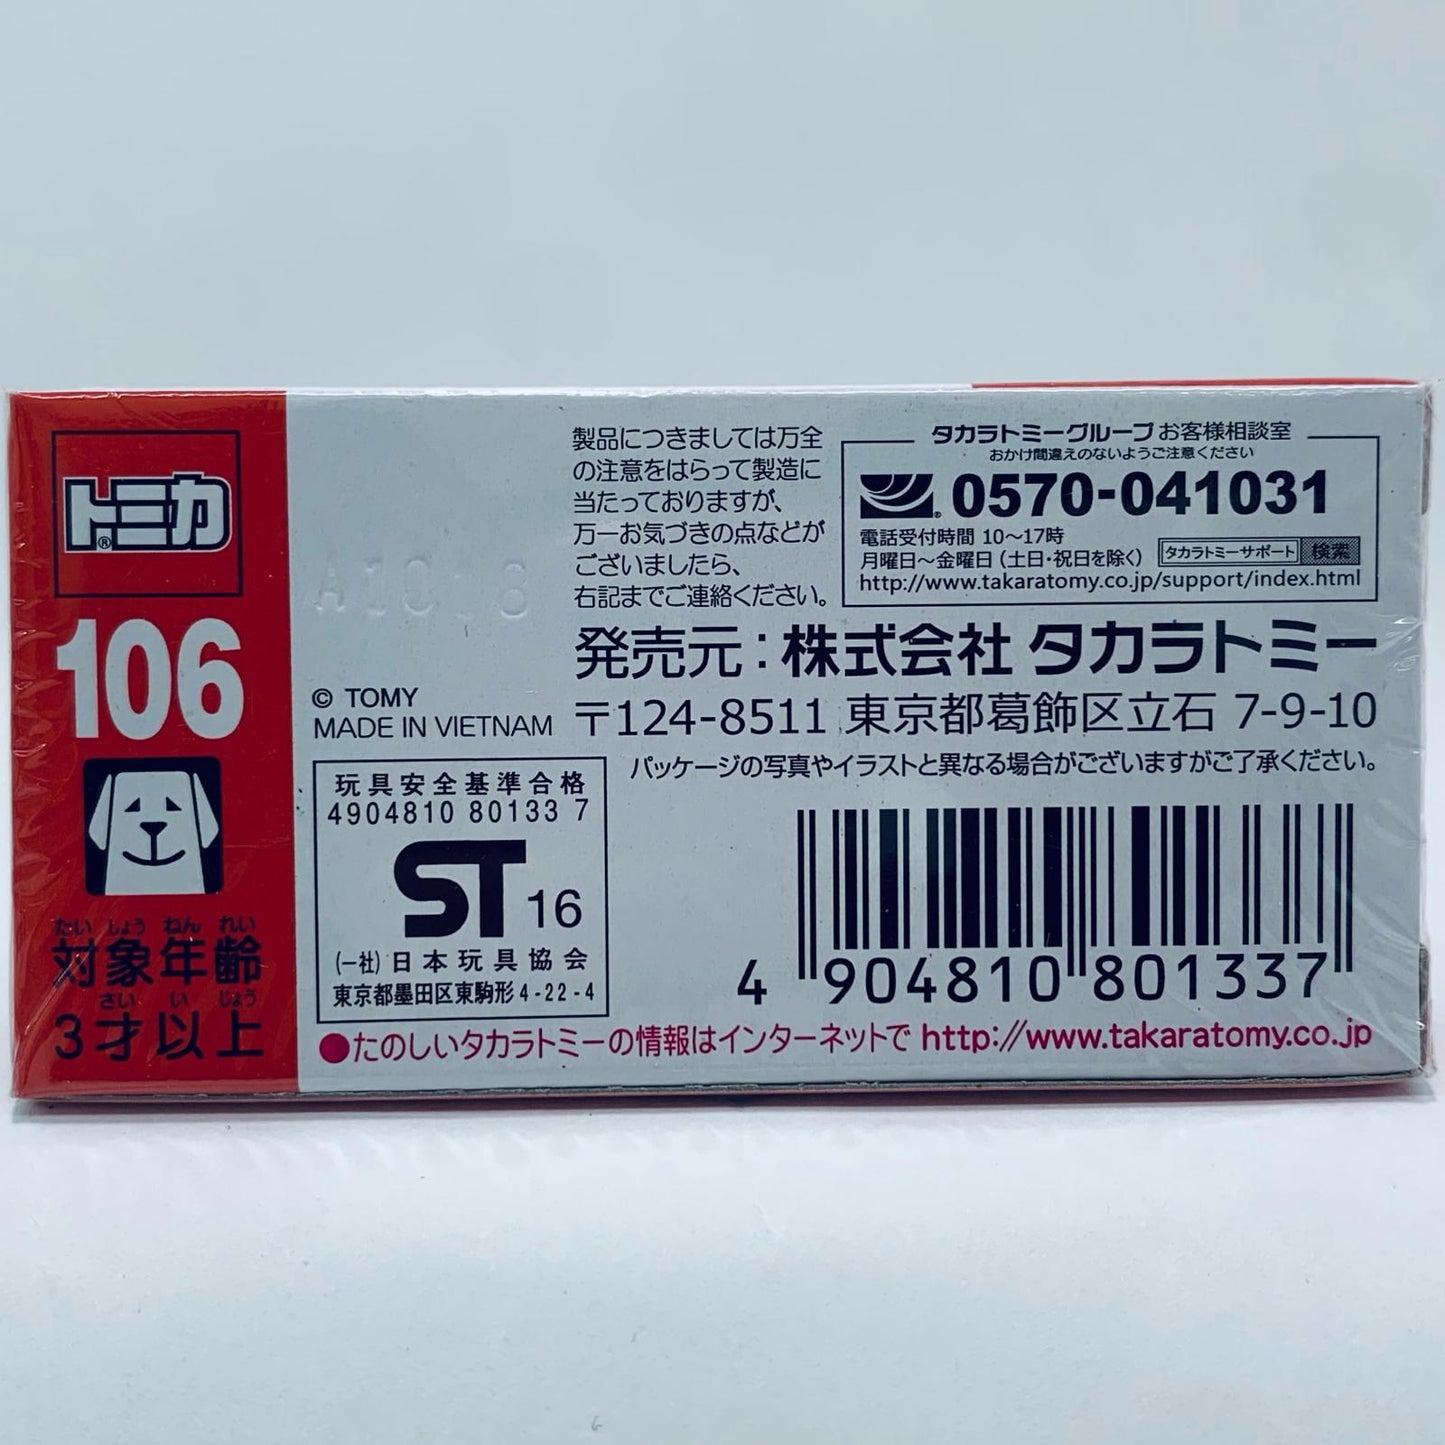 トミカ®
106
たいしょうねんれい
対象年齢
さいいじょう
3才以上
© TOMY
MADE IN VIETNAM
玩具安全基準合格
4904810 80133 7
ST 16
(一社)日本玩具協会
東京都墨田区東駒形4-22-4
製品につきましては万全
の注意をはらって製造に
当たっておりますが、
万一お気づきの点などが
ございましたら、
右記までご連絡ください。
タカラトミーグループお客様相談室
おかけ間違えのないようご注意ください
0570-041031
電話受付時間 10〜17時
月曜日〜金曜日(土日・祝日を除く)
タカラトミーサポート 検索
http://www.takaratomy.co.jp/support/index.html
発売元：株式会社 タカラトミー
〒124-8511 東京都葛飾区立石 7-9-10
パッケージの写真やイラストと異なる場合がございますがご了承ください。
4 904810 801337
●たのしいタカラトミーの情報はインターネットで http://www.takaratomy.co.jp